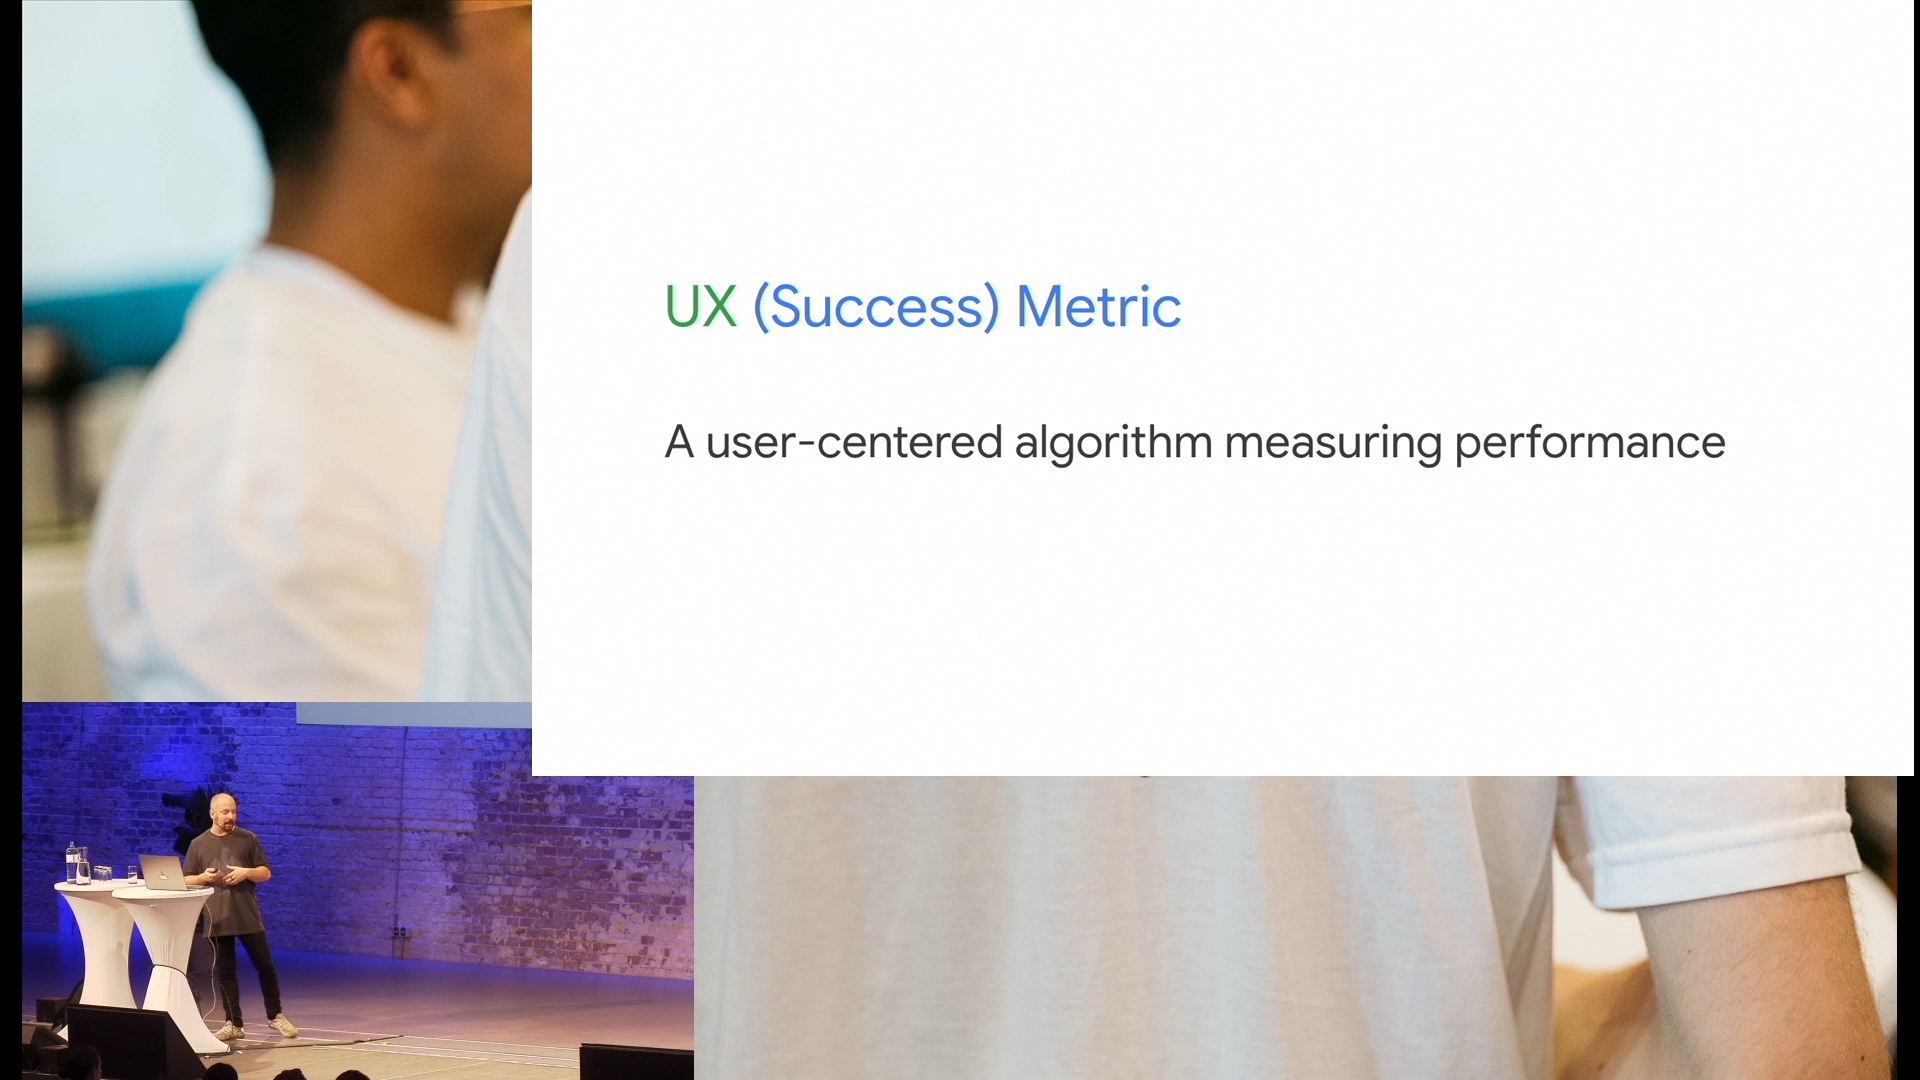 UX (Success) Metric
A user-centered algorithm measuring performance